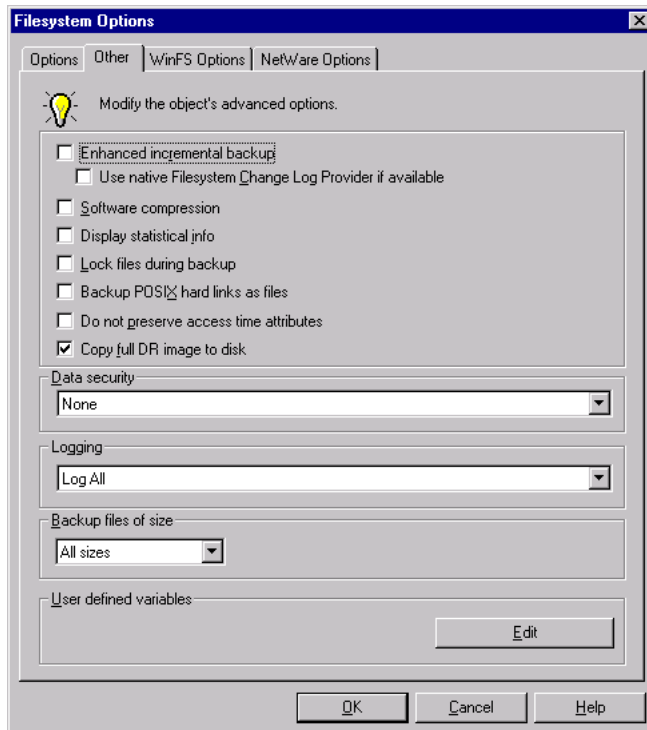 Filesystem Options
Options Other WinFS Options NetWare Options
Modify the object's advanced options.
Enhanced incremental backup
Use native Filesystem Change Log Provider if available
Software compression
Display statistical info
Lock files during backup
Backup POSIX hard links as files
Do not preserve access time attributes
Copy full DR image to disk
Data security
None
Logging
Log All
Backup files of size
All sizes
User defined variables
Edit
OK Cancel Help